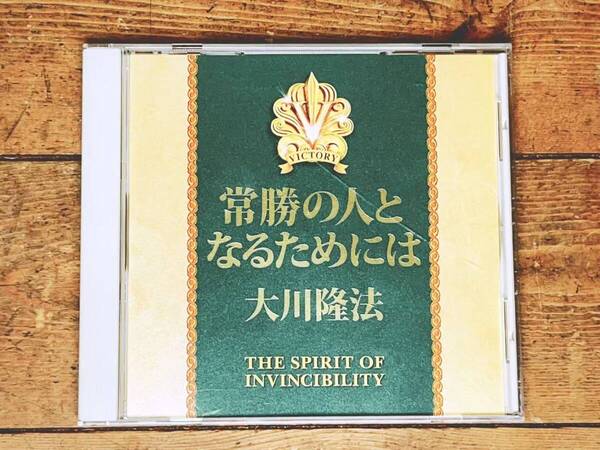 VICTORY
常勝の人と
なるためには
大川隆法
THE SPIRIT OF
INVINCIBILITY